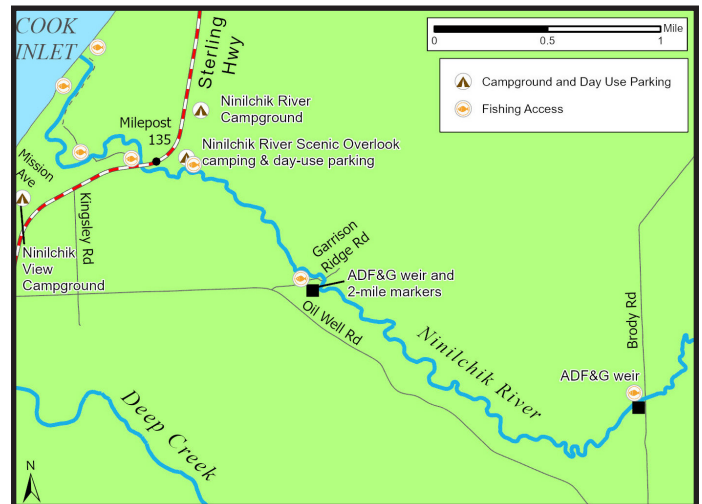 COOK
INLET
Sterling
Hwy
Mile
0
0.5
1
Campground and Day Use Parking
Fishing Access
Ninilchik River
Campground
Milepost
135
Ninilchik River Scenic Overlook
camping & day-use parking
Mission
Ave
Kingsley Rd
Ninilchik
View
Campground
Garrison
Ridge Rd
ADF&G weir and
2-mile markers
Oil Well Rd
Ninilchik River
Brody Rd
ADF&G weir
Deep Creek
N